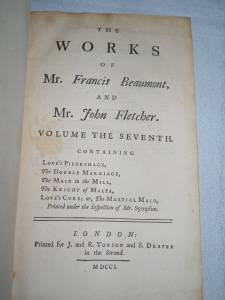 THE
WORKS
OF
Mr. Francis Beaumont,
AND
Mr. John Fletcher.
VOLUME THE SEVENTH.
CONTAINING
LOVE'S PILGRIMAGE,
The DOUBLE MARRIAGE,
The MAID in the MILL,
The KNIGHT of MALTA,
LOVE'S CURE; or, The MARTIAL MAID,
Printed under the Inspection of Mr. Sympson.
LONDON:
Printed for J. and R. TONSON and S. DRAPER
in the Strand.
MDCCL